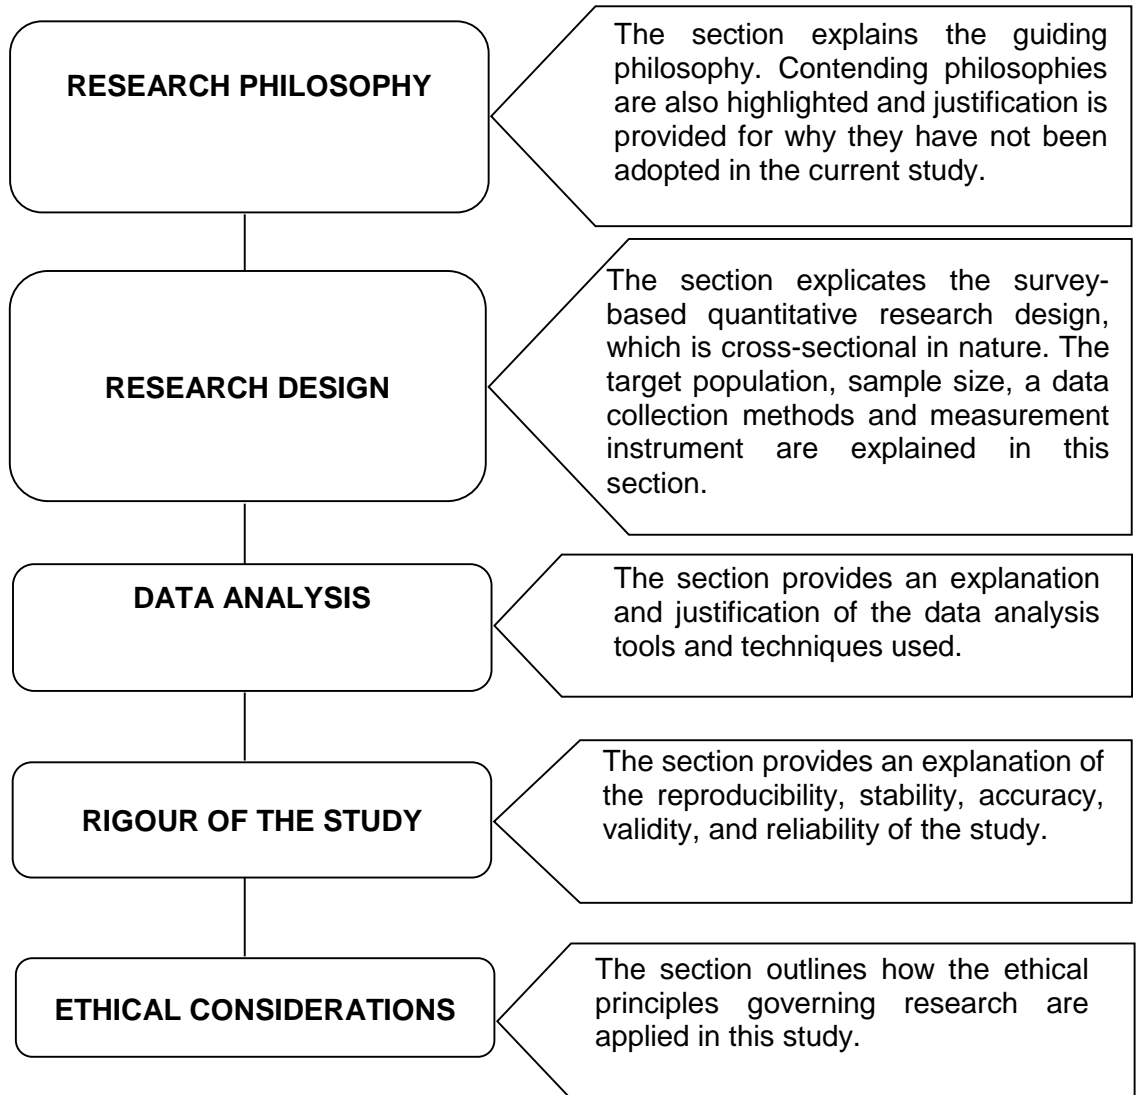 RESEARCH PHILOSOPHY
The section explains the guiding
philosophy. Contending philosophies
are also highlighted and justification is
provided for why they have not been
adopted in the current study.
RESEARCH DESIGN
The section explicates the survey-
based quantitative research design,
which is cross-sectional in nature. The
target population, sample size, a data
collection methods and measurement
instrument are explained in this
section.
DATA ANALYSIS
The section provides an explanation
and justification of the data analysis
tools and techniques used.
RIGOUR OF THE STUDY
The section provides an explanation of
the reproducibility, stability, accuracy,
validity, and reliability of the study.
ETHICAL CONSIDERATIONS
The section outlines how the ethical
principles governing research are
applied in this study.